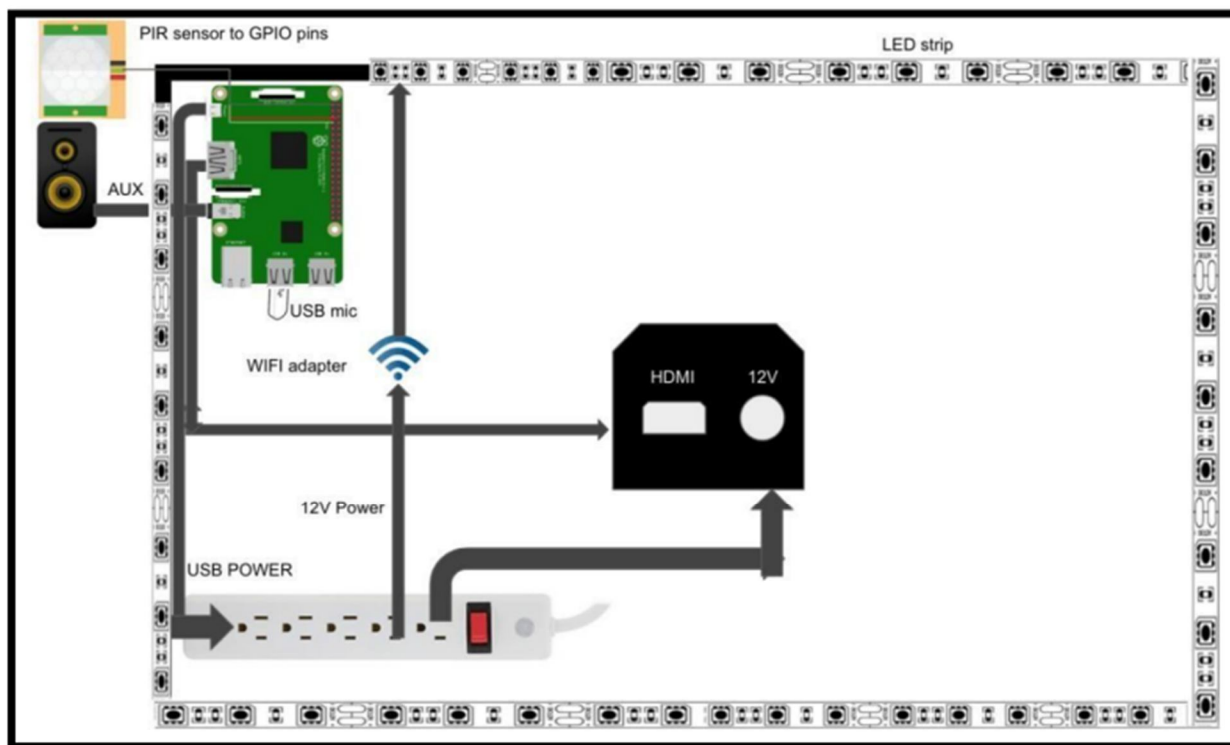 PIR sensor to GPIO pins
LED strip
AUX
USB mic
WIFI adapter
HDMI 12V
12V Power
USB POWER